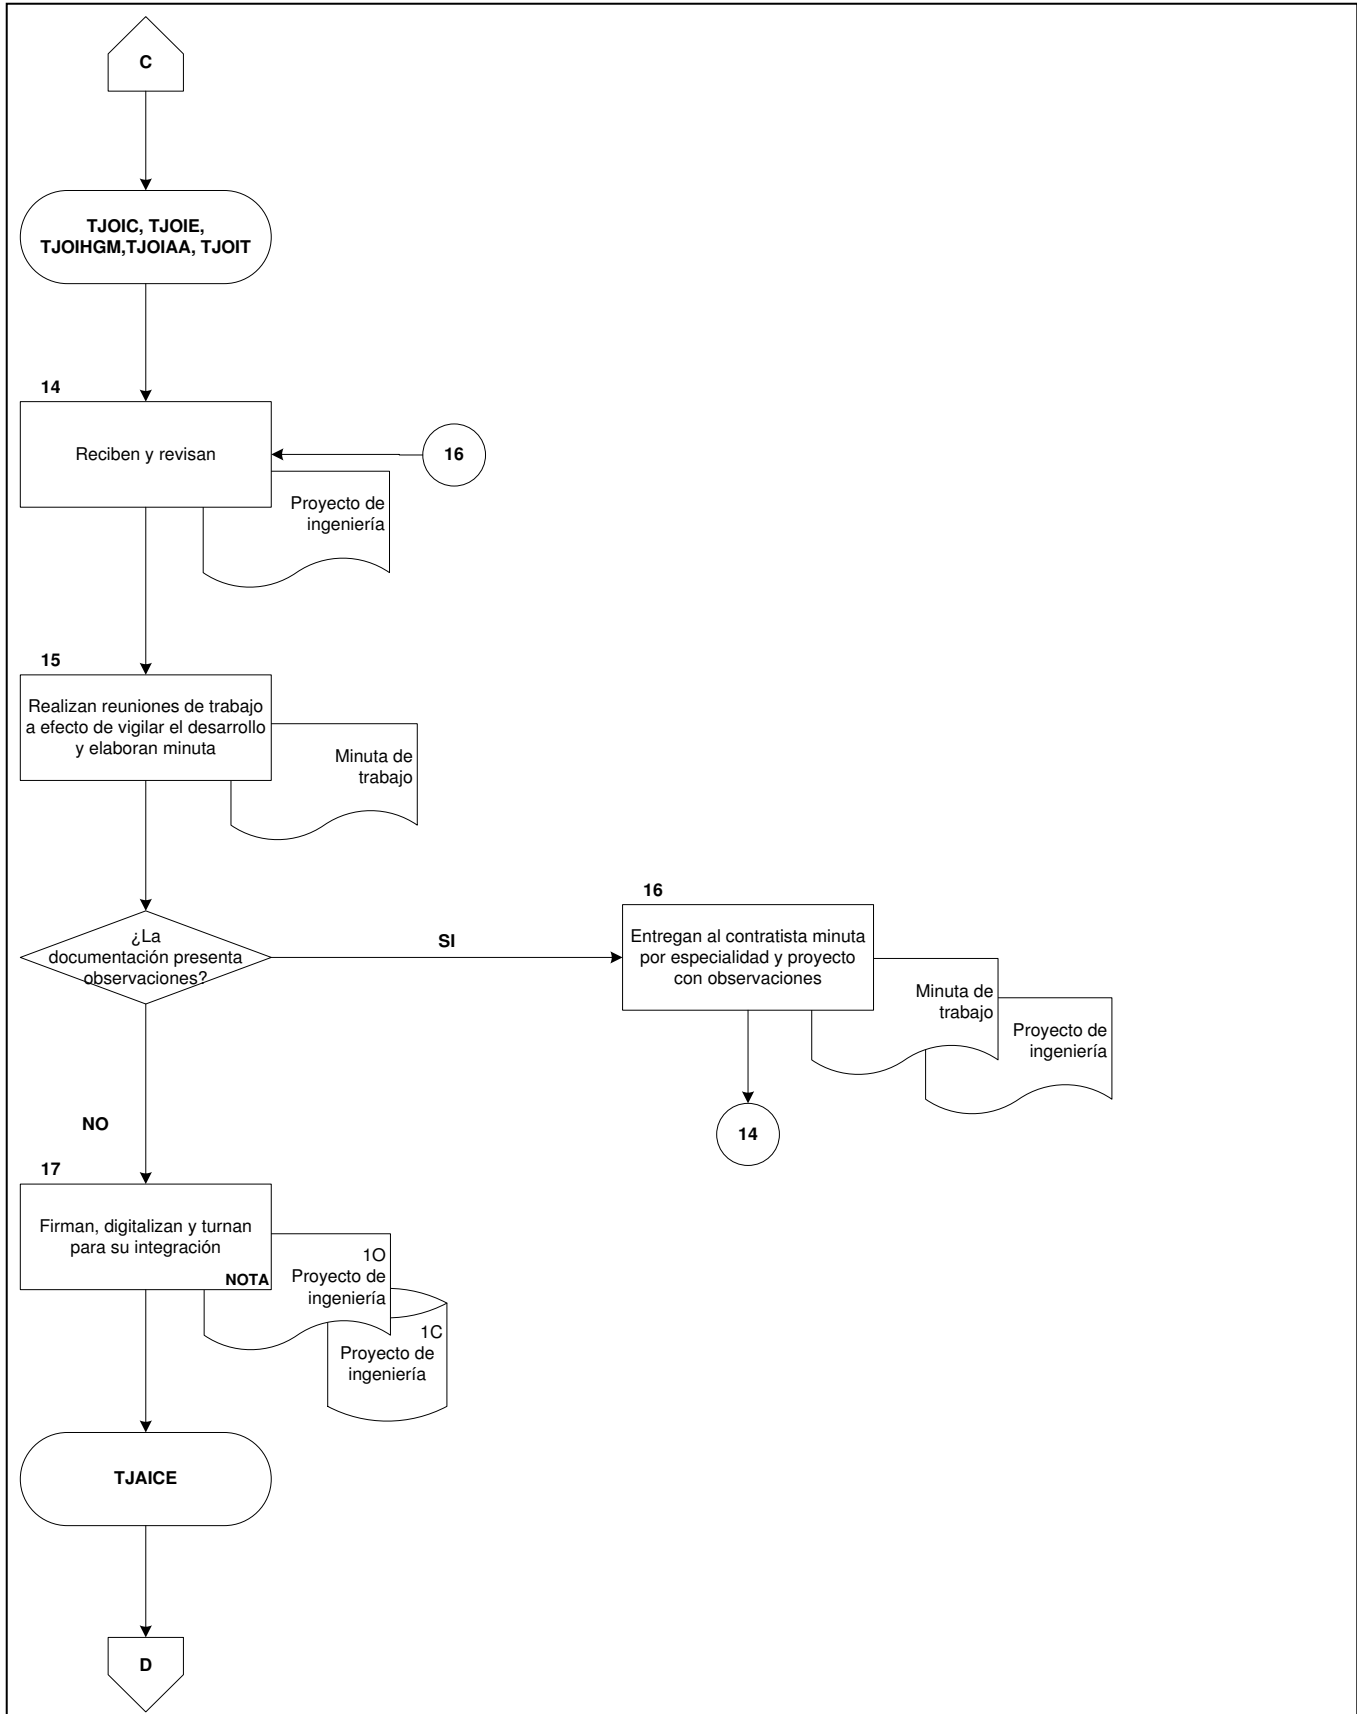 C
TJOIC, TJOIE,
TJOIHGM,TJOIAA, TJOIT
14
Reciben y revisan
16
Proyecto de
ingeniería
15
Realizan reuniones de trabajo
a efecto de vigilar el desarrollo
y elaboran minuta
Minuta de
trabajo
¿La
documentación presenta
observaciones?
SI
16
Entregan al contratista minuta
por especialidad y proyecto
con observaciones
Minuta de
trabajo
Proyecto de
ingeniería
14
NO
17
Firman, digitalizan y turnan
para su integración
NOTA
1O
Proyecto de
ingeniería
1C
Proyecto de
ingeniería
TJAICE
D